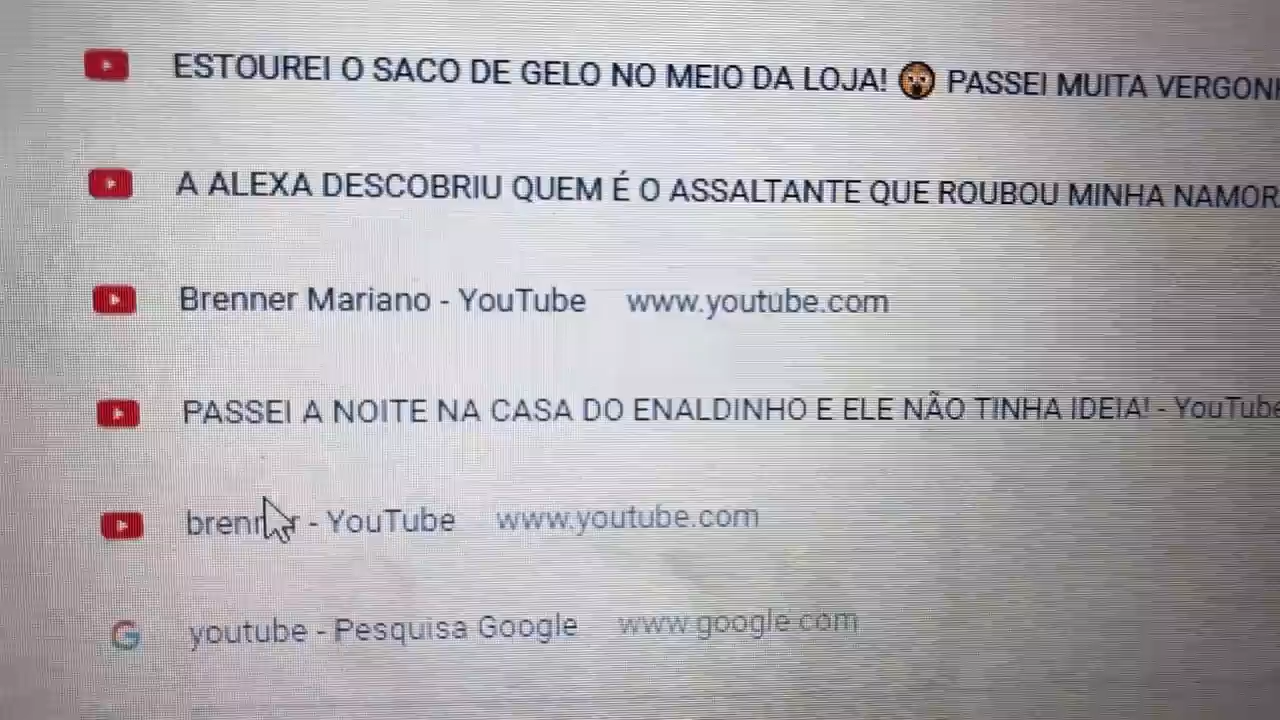 ESTOUREI O SACO DE GELO NO MEIO DA LOJA! 😱 PASSEI MUITA
A ALEXA DESCOBRIU QUEM É O ASSALTANTE QUE ROUBOU MINHA
Brenner Mariano - YouTube www.youtube.com
PASSEI A NOITE NA CASA DO ENALDINHO E ELE NÃO TINHA IDEIA! - YouTube
brenner - YouTube www.youtube.com
youtube - Pesquisa Google www.google.com